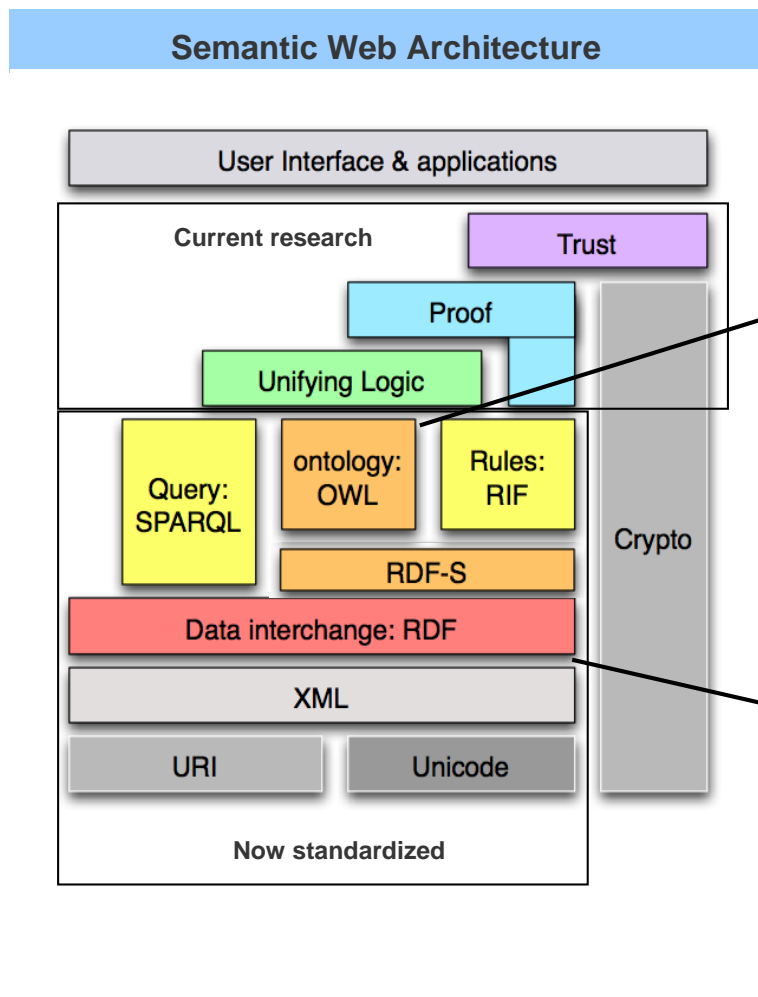 Semantic Web Architecture
User Interface & applications
Current research
Trust
Proof
Unifying Logic
Query:
SPARQL
ontology:
OWL
Rules:
RIF
Crypto
RDF-S
Data interchange: RDF
XML
URI
Unicode
Now standardized